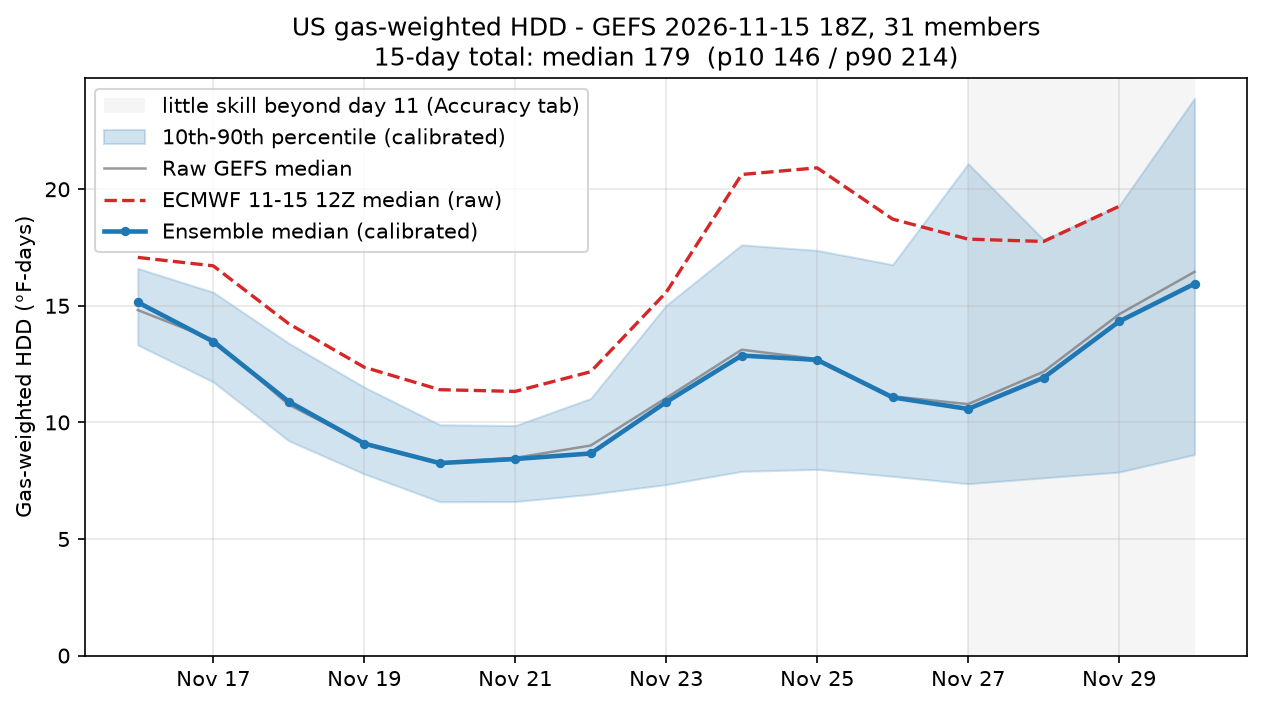 US gas-weighted HDD - GEFS 2026-11-15 18Z, 31 members
15-day total: median 179  (p10 146 / p90 214)
little skill beyond day 11 (Accuracy tab)
10th-90th percentile (calibrated)
Raw GEFS median
ECMWF 11-15 12Z median (raw)
Ensemble median (calibrated)
Gas-weighted HDD (°F-days)
20
15
10
5
0
Nov 17
Nov 19
Nov 21
Nov 23
Nov 25
Nov 27
Nov 29